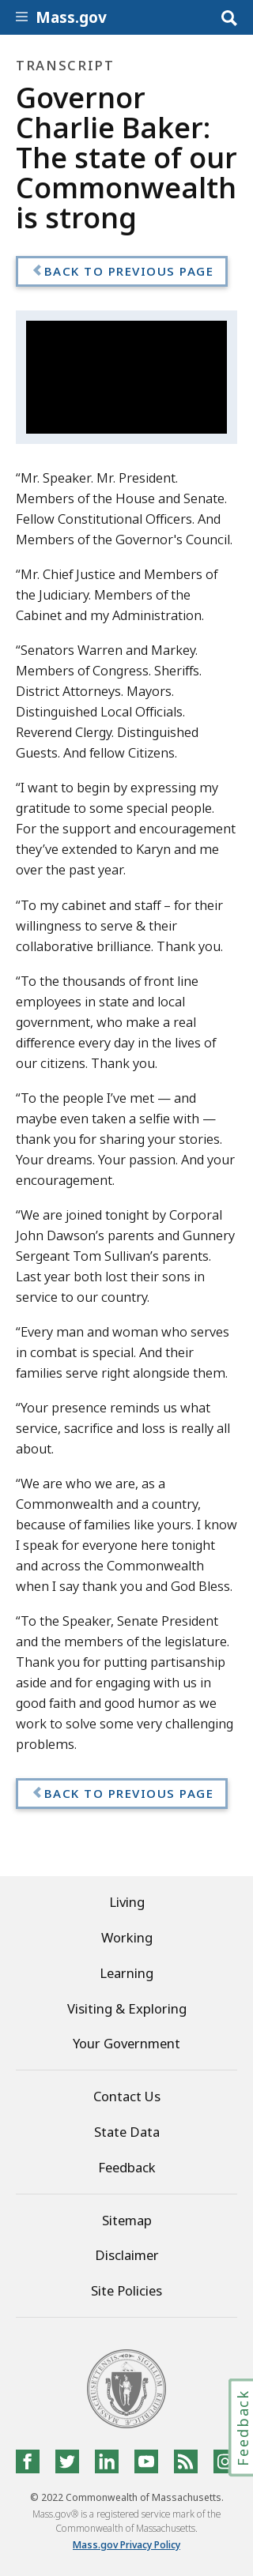 Mass.gov
TRANSCRIPT
Governor
Charlie Baker:
The state of our
Commonwealth
is strong
BACK TO PREVIOUS PAGE
“Mr. Speaker. Mr. President.
Members of the House and Senate.
Fellow Constitutional Officers. And
Members of the Governor's Council.
“Mr. Chief Justice and Members of
the Judiciary. Members of the
Cabinet and my Administration.
“Senators Warren and Markey.
Members of Congress. Sheriffs.
District Attorneys. Mayors.
Distinguished Local Officials.
Reverend Clergy. Distinguished
Guests. And fellow Citizens.
“I want to begin by expressing my
gratitude to some special people.
For the support and encouragement
they’ve extended to Karyn and me
over the past year.
“To my cabinet and staff – for their
willingness to serve & their
collaborative brilliance. Thank you.
“To the thousands of front line
employees in state and local
government, who make a real
difference every day in the lives of
our citizens. Thank you.
“To the people I’ve met — and
maybe even taken a selfie with —
thank you for sharing your stories.
Your dreams. Your passion. And your
encouragement.
“We are joined tonight by Corporal
John Dawson’s parents and Gunnery
Sergeant Tom Sullivan’s parents.
Last year both lost their sons in
service to our country.
“Every man and woman who serves
in combat is special. And their
families serve right alongside them.
“Your presence reminds us what
service, sacrifice and loss is really all
about.
“We are who we are, as a
Commonwealth and a country,
because of families like yours. I know
I speak for everyone here tonight
and across the Commonwealth
when I say thank you and God Bless.
“To the Speaker, Senate President
and the members of the legislature.
Thank you for putting partisanship
aside and for engaging with us in
good faith and good humor as we
work to solve some very challenging
problems.
BACK TO PREVIOUS PAGE
Living
Working
Learning
Visiting & Exploring
Your Government
Contact Us
State Data
Feedback
Sitemap
Disclaimer
Site Policies
Feedback
© 2022 Commonwealth of Massachusetts.
Mass.gov® is a registered service mark of the
Commonwealth of Massachusetts.
Mass.gov Privacy Policy